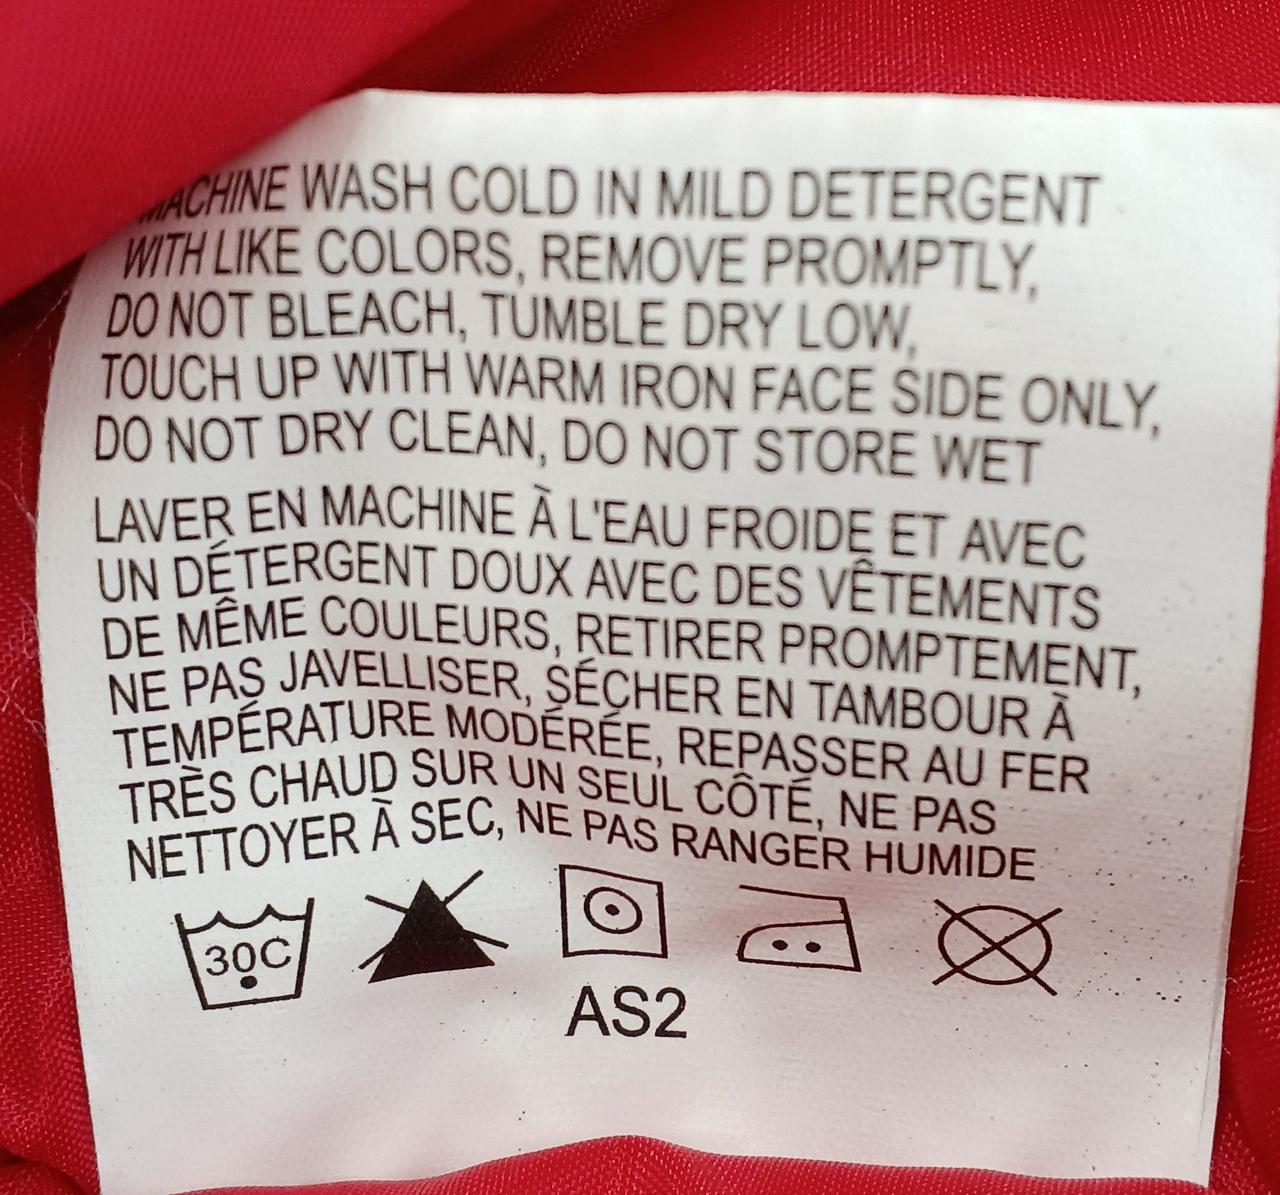 MACHINE WASH COLD IN MILD DETERGENT
WITH LIKE COLORS, REMOVE PROMPTLY,
DO NOT BLEACH, TUMBLE DRY LOW,
TOUCH UP WITH WARM IRON FACE SIDE ONLY,
DO NOT DRY CLEAN, DO NOT STORE WET
LAVER EN MACHINE À L'EAU FROIDE ET AVEC
UN DÉTERGENT DOUX AVEC DES VÊTEMENTS
DE MÊME COULEURS, RETIRER PROMPTEMENT,
NE PAS JAVELLISER, SÉCHER EN TAMBOUR À
TEMPÉRATURE MODÉRÉE, REPASSER AU FER
TRÈS CHAUD SUR UN SEUL CÔTÉ, NE PAS
NETTOYER À SEC, NE PAS RANGER HUMIDE
30C
AS2